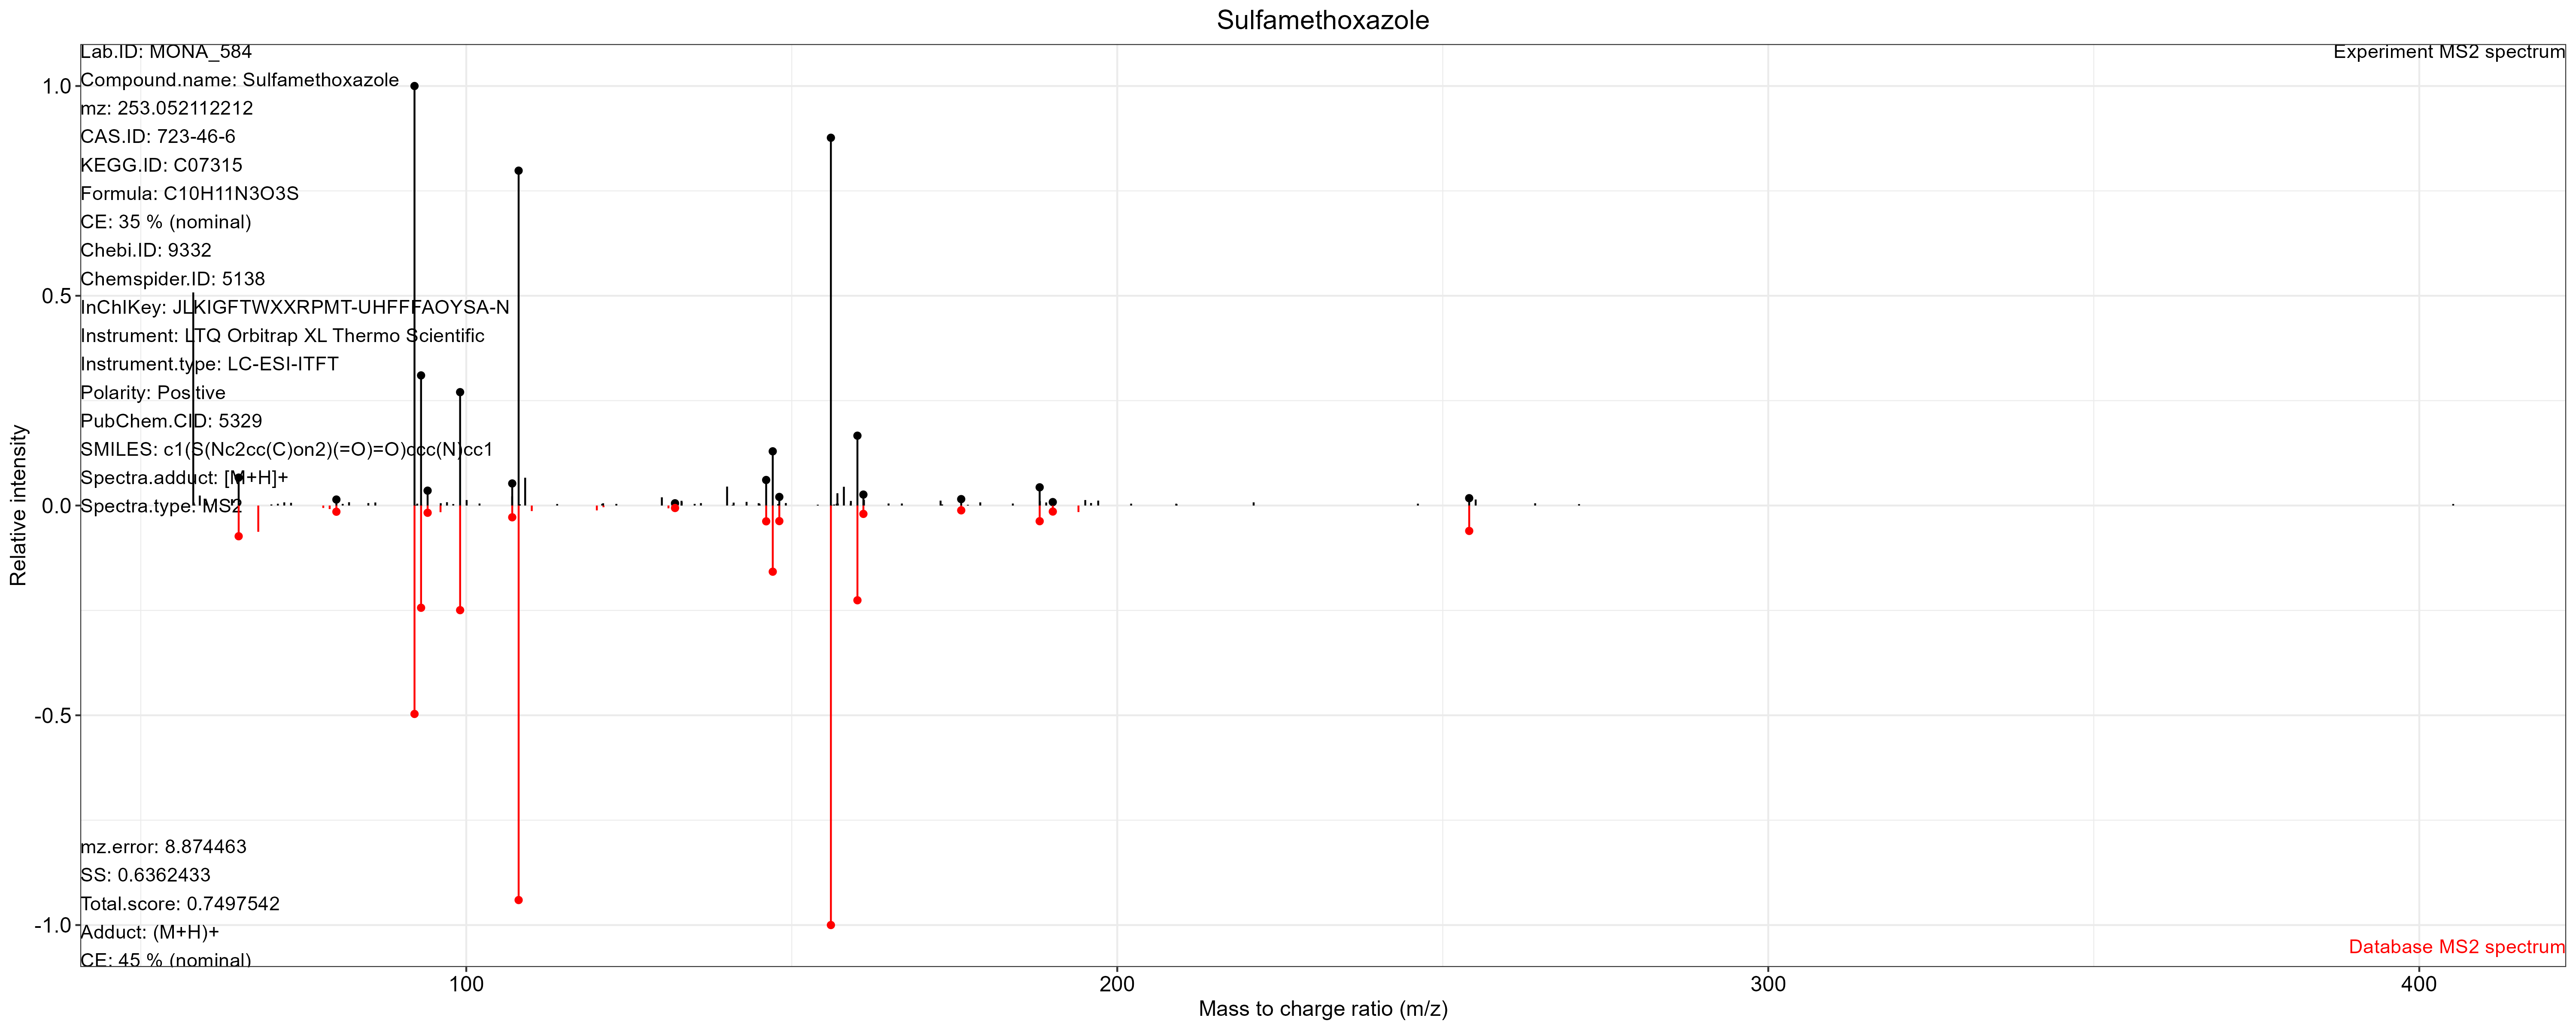 Sulfamethoxazole
Lab.ID: MONA_584
Experiment MS2 spectrum
Compound.name: Sulfamethoxazole
mz: 253.052112212
CAS.ID: 723-46-6
KEGG.ID: C07315
Formula: C10H11N3O3S
CE: 35 % (nominal)
Chebi.ID: 9332
Chemspider.ID: 5138
InChIKey: JLKIGFTWXXRPMT-UHFFFAOYSA-N
Instrument: LTQ Orbitrap XL Thermo Scientific
Instrument.type: LC-ESI-ITFT
Polarity: Positive
PubChem.CID: 5329
SMILES: c1(S(Nc2cc(C)on2)(=O)=O)ccc(N)cc1
Spectra.adduct: [M+H]+
Spectra.type: MS2
mz.error: 8.874463
SS: 0.6362433
Total.score: 0.7497542
Adduct: (M+H)+
CE: 45 % (nominal)
Database MS2 spectrum
1.0
0.5
0.0
-0.5
-1.0
Relative intensity
100
200
300
400
Mass to charge ratio (m/z)